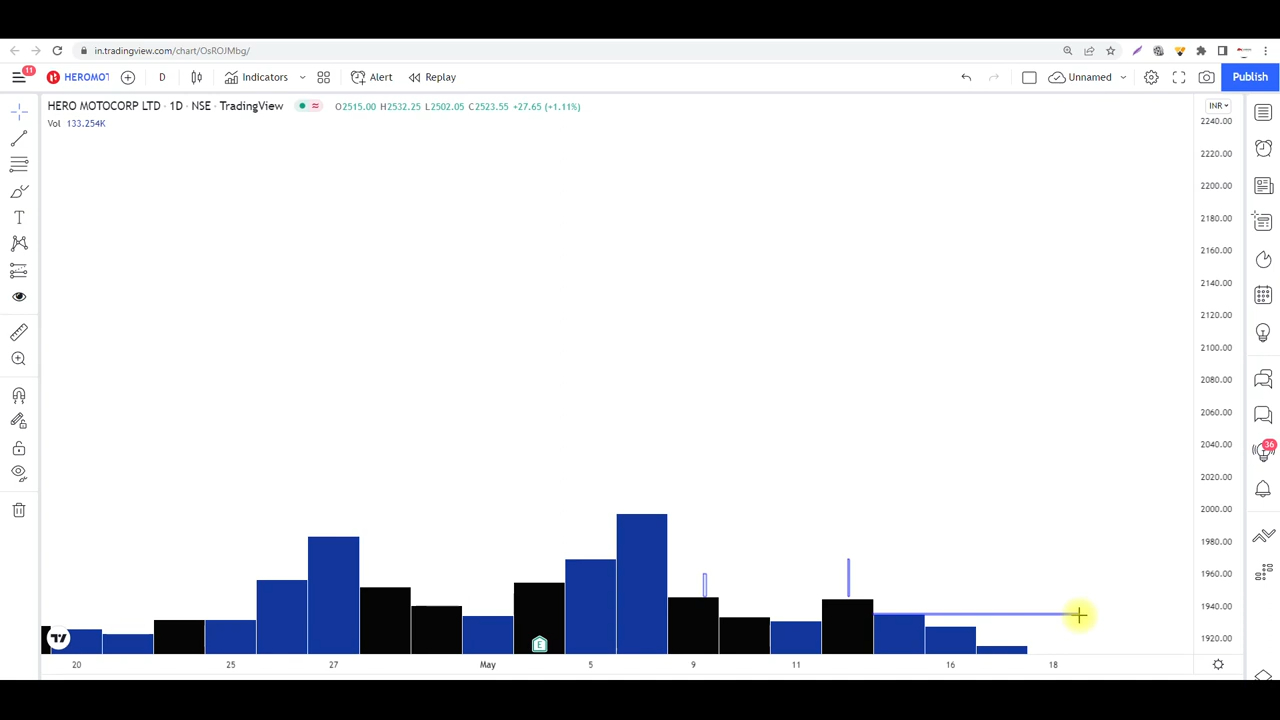 in.tradingview.com/chart/OsROJMbg/
11
HEROMOT
D
Indicators
Alert
Replay
Unnamed
Publish
HERO MOTOCORP LTD · 1D · NSE · TradingView
O2515.00 H2532.25 L2502.05 C2523.55 +27.65 (+1.11%)
INR
Vol 133.254K
2240.00
2220.00
2200.00
2180.00
2160.00
2140.00
2120.00
2100.00
2080.00
2060.00
2040.00
2020.00
2000.00
1980.00
1960.00
1940.00
1920.00
36
E
20
25
27
May
5
9
11
16
18